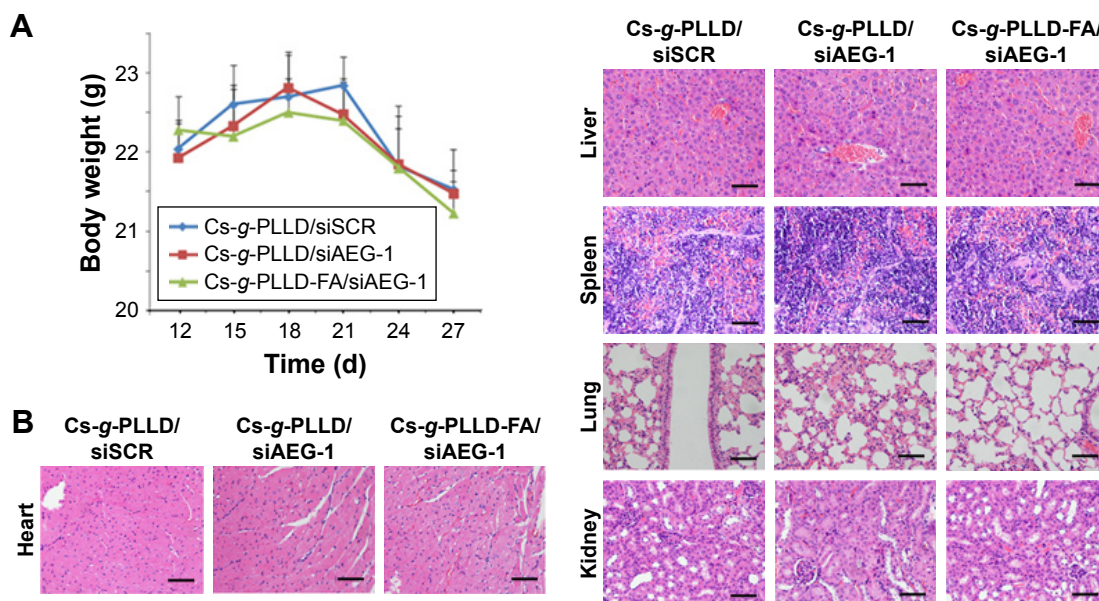 A
Body weight (g)
23
22
21
20
Cs-g-PLLD/siSCR
Cs-g-PLLD/siAEG-1
Cs-g-PLLD-FA/siAEG-1
12 15 18 21 24 27
Time (d)
B
Cs-g-PLLD/ Cs-g-PLLD/ Cs-g-PLLD-FA/
siSCR siAEG-1 siAEG-1
Heart
Cs-g-PLLD/ Cs-g-PLLD/ Cs-g-PLLD-FA/
siSCR siAEG-1 siAEG-1
Liver
Spleen
Lung
Kidney